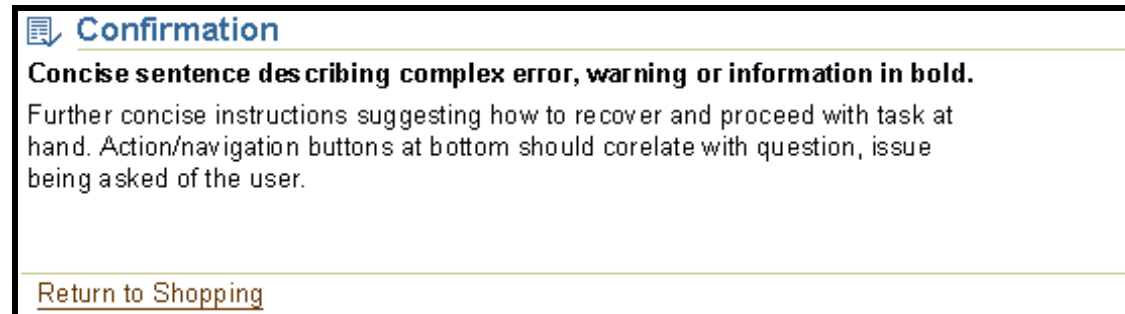 Confirmation
Concise sentence describing complex error, warning or information in bold.
Further concise instructions suggesting how to recover and proceed with task at
hand. Action/navigation buttons at bottom should corelate with question, issue
being asked of the user.
Return to Shopping